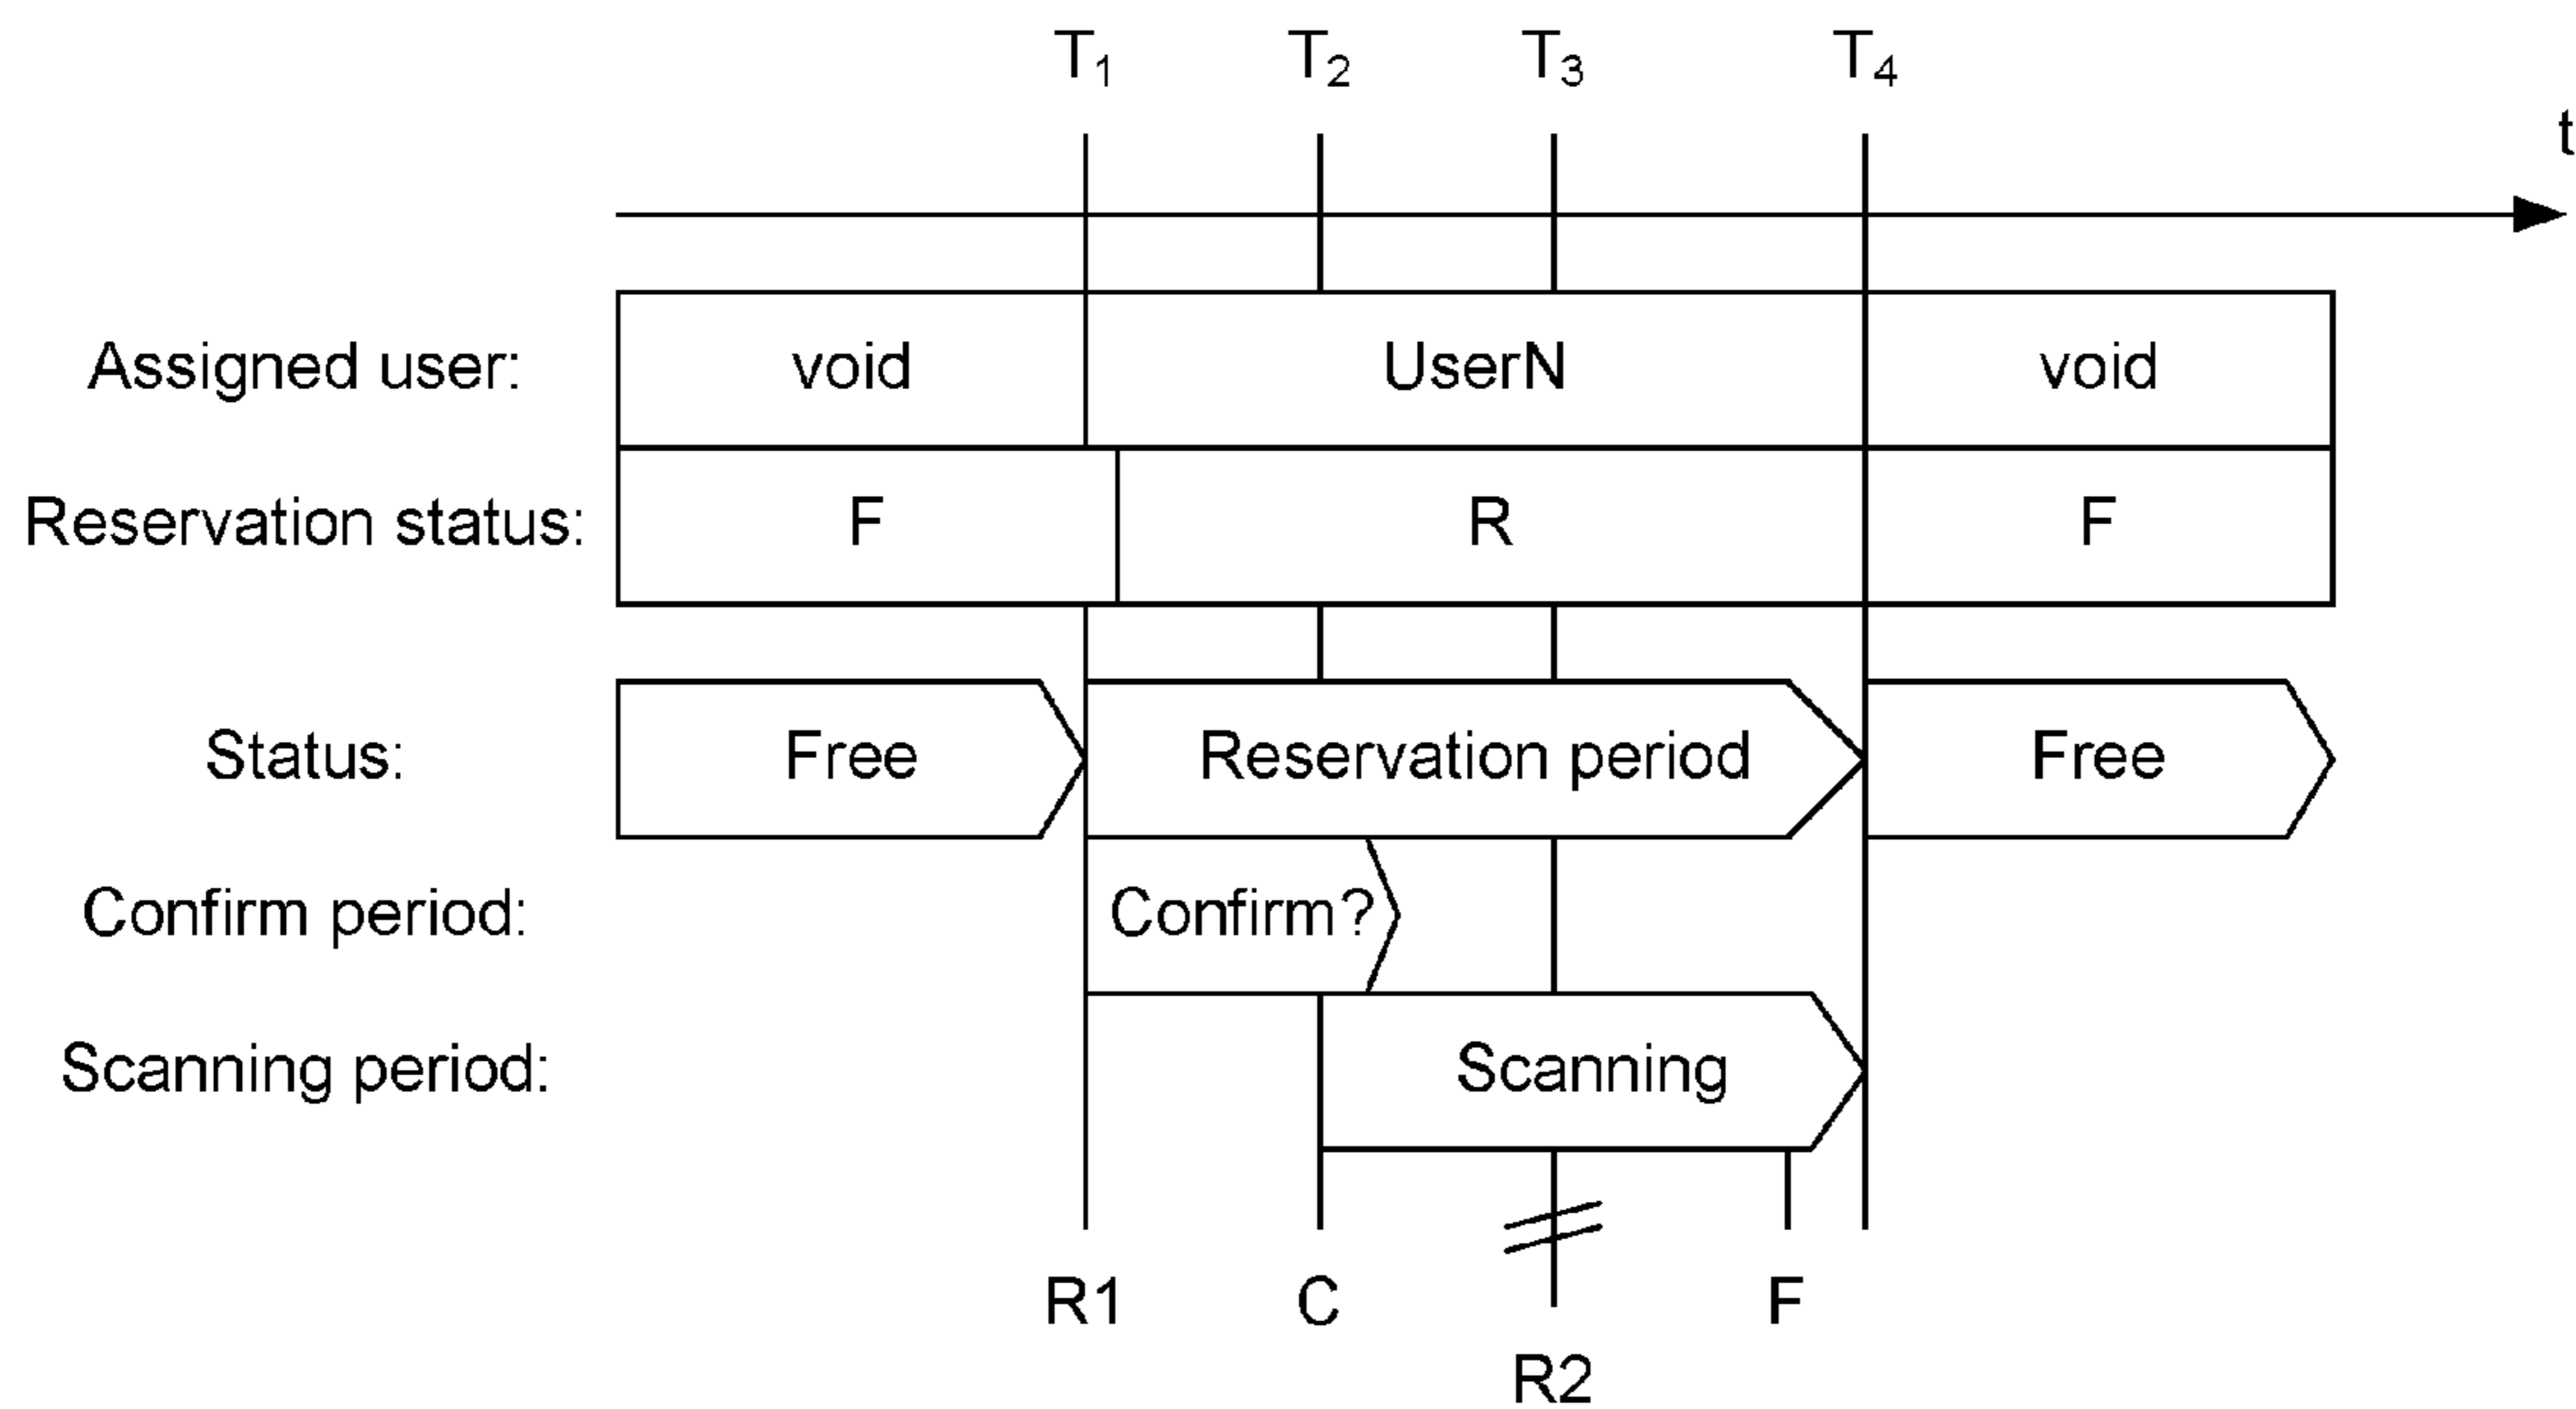 T1 T2 T3 T4
t
Assigned user: void UserN void
Reservation status: F R F
Status: Free Reservation period Free
Confirm period: Confirm?
Scanning period: Scanning
R1 C F
R2